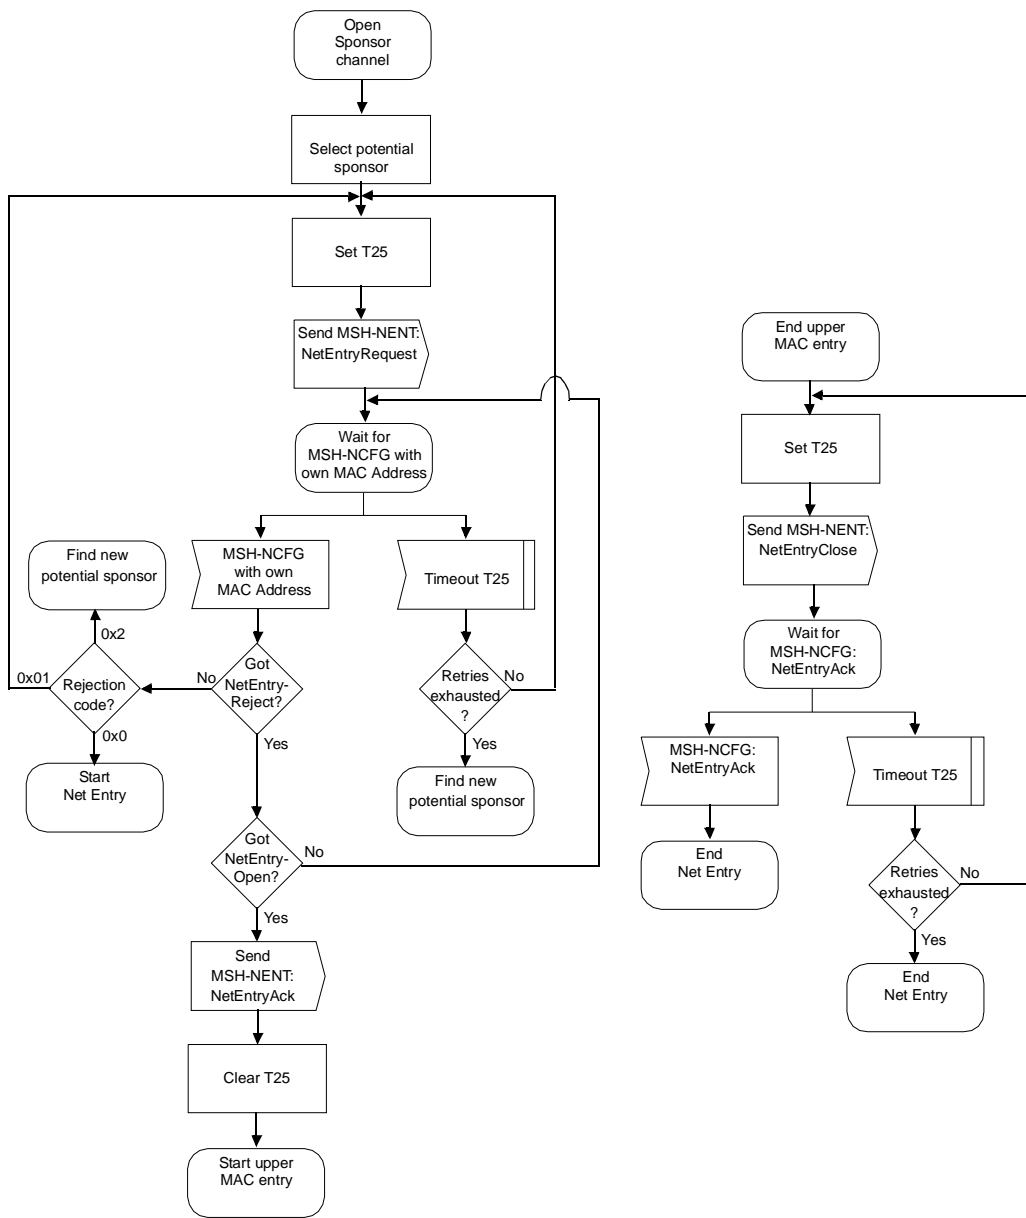 Open
Sponsor
channel
Select potential
sponsor
Set T25
Send MSH-NENT:
NetEntryRequest
Wait for
MSH-NCFG with
own MAC Address
MSH-NCFG
with own
MAC Address
Timeout T25
Find new
potential sponsor
0x2
0x01
Rejection
code?
No
Got
NetEntry-
Reject?
Retries
exhausted
?
No
0x0
Yes
Yes
Start
Net Entry
Find new
potential sponsor
Got
NetEntry-
Open?
No
Yes
Send
MSH-NENT:
NetEntryAck
Clear T25
Start upper
MAC entry
End upper
MAC entry
Set T25
Send MSH-NENT:
NetEntryClose
Wait for
MSH-NCFG:
NetEntryAck
MSH-NCFG:
NetEntryAck
Timeout T25
End
Net Entry
Retries
exhausted
?
No
Yes
End
Net Entry